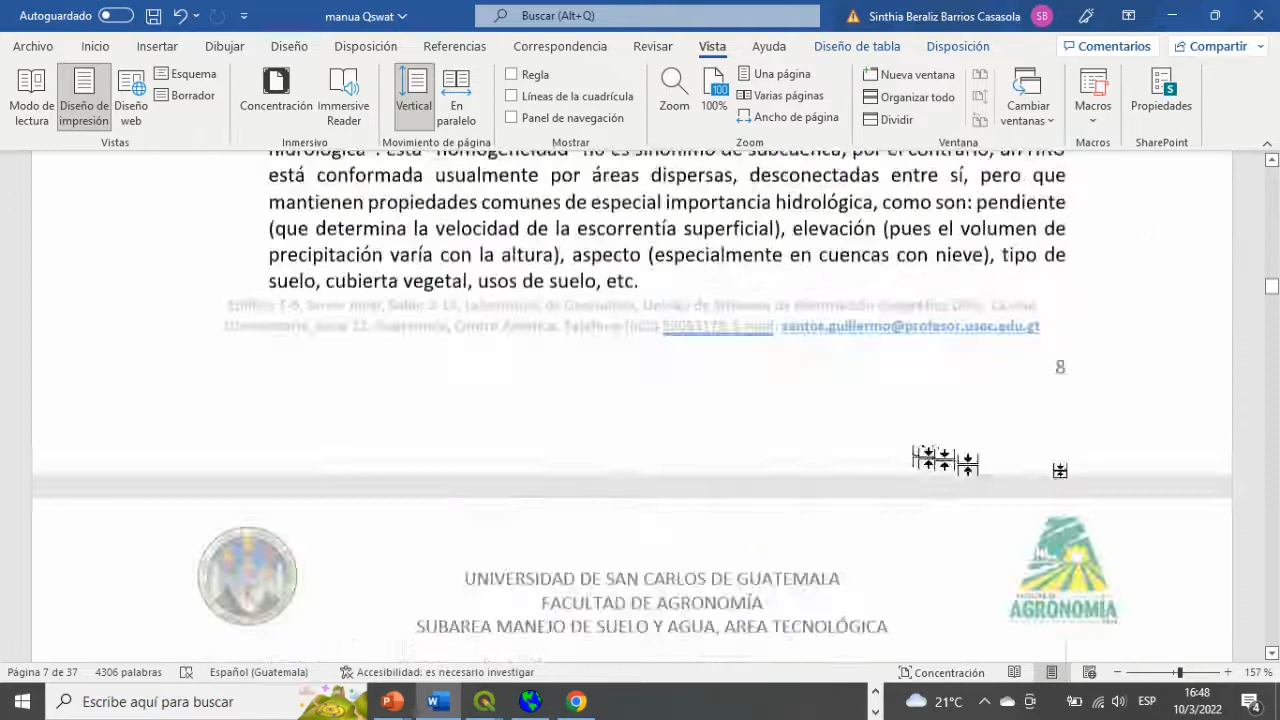 Autoguardado manua Qswat Buscar (Alt+Q) Sinthia Beraliz Barrios Casasola SB
Archivo Inicio Insertar Dibujar Diseño Disposición Referencias Correspondencia Revisar Vista Ayuda Diseño de tabla Disposición Comentarios Compartir
Modo de lectura
Diseño de impresión
Diseño web
Esquema
Borrador
Vistas
Concentración
Immersive Reader
Inmersivo
Vertical
En paralelo
Movimiento de página
Regla
Líneas de la cuadrícula
Panel de navegación
Mostrar
Zoom
100
100%
Una página
Varias páginas
Ancho de página
Zoom
Nueva ventana
Organizar todo
Dividir
Cambiar ventanas
Ventana
Macros
Macros
Propiedades
SharePoint
está conformada usualmente por áreas dispersas, desconectadas entre sí, pero que
mantienen propiedades comunes de especial importancia hidrológica, como son: pendiente
(que determina la velocidad de la escorrentía superficial), elevación (pues el volumen de
precipitación varía con la altura), aspecto (especialmente en cuencas con nieve), tipo de
suelo, cubierta vegetal, usos de suelo, etc.
santos.guillermo@profesor.usac.edu.gt
8
UNIVERSIDAD DE SAN CARLOS DE GUATEMALA
FACULTAD DE AGRONOMÍA
SUBAREA MANEJO DE SUELO Y AGUA, AREA TECNOLÓGICA
AGRONOMIA
Página 7 de 37 4306 palabras Español (Guatemala) Accesibilidad: es necesario investigar Concentración 157 %
Escribe aquí para buscar 21°C ESP 16:48
10/3/2022 4